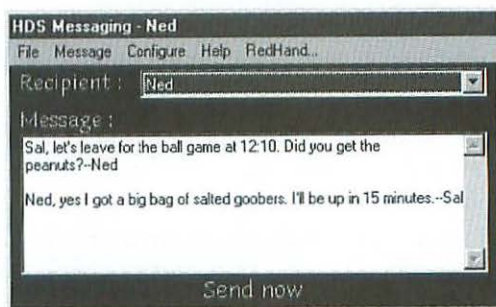 HDS Messaging - Ned
File Message Configure Help RedHand...
Recipient : Ned
Message :
Sal, let's leave for the ball game at 12:10. Did you get the
peanuts?--Ned
Ned, yes I got a big bag of salted goobers. I'll be up in 15 minutes.--Sal
Send now